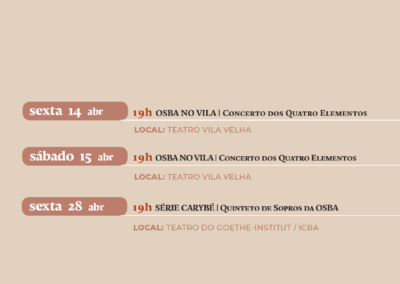 sexta 14 abr 19h OSBA NO VILA | Concerto dos Quatro Elementos
LOCAL: TEATRO VILA VELHA
sábado 15 abr 19h OSBA NO VILA | Concerto dos Quatro Elementos
LOCAL: TEATRO VILA VELHA
sexta 28 abr 19h SÉRIE CARYBÉ | Quinteto de Sopros da OSBA
LOCAL: TEATRO DO GOETHE-INSTITUT / ICBA